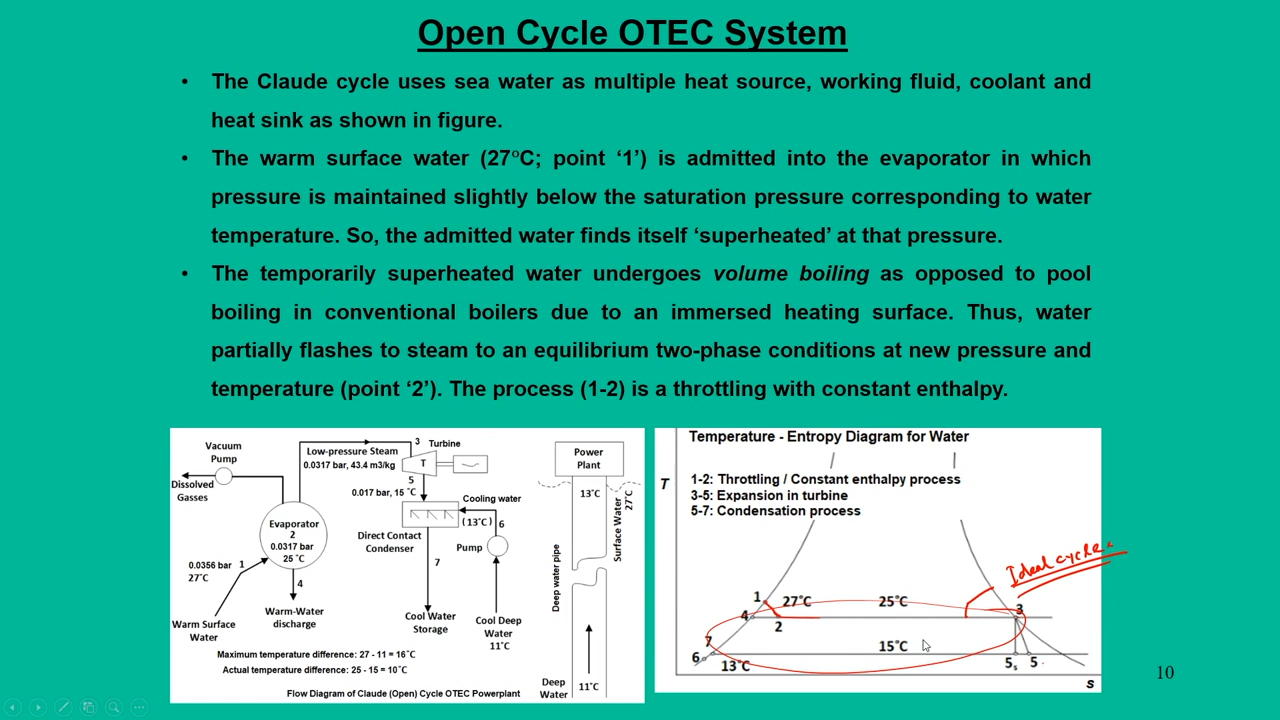 Open Cycle OTEC System
• The Claude cycle uses sea water as multiple heat source, working fluid, coolant and
heat sink as shown in figure.
• The warm surface water (27°C; point ‘1’) is admitted into the evaporator in which
pressure is maintained slightly below the saturation pressure corresponding to water
temperature. So, the admitted water finds itself ‘superheated’ at that pressure.
• The temporarily superheated water undergoes volume boiling as opposed to pool
boiling in conventional boilers due to an immersed heating surface. Thus, water
partially flashes to steam to an equilibrium two-phase conditions at new pressure and
temperature (point ‘2’). The process (1-2) is a throttling with constant enthalpy.
Vacuum
Pump
Dissolved
Gasses
Low-pressure Steam
0.0317 bar, 43.4 m3/kg
3
Turbine
T
5
0.017 bar, 15 °C
Cooling water
(13°C)
6
Evaporator
2
0.0317 bar
25 °C
Direct Contact
Condenser
Pump
7
0.0356 bar
27°C
1
4
Warm Surface
Water
Warm-Water
discharge
Cool Water
Storage
Cool Deep
Water
11°C
Maximum temperature difference: 27 - 11 = 16°C
Actual temperature difference: 25 - 15 = 10°C
Flow Diagram of Claude (Open) Cycle OTEC Powerplant
Power
Plant
13°C
Surface Water
27°C
Deep water pipe
Deep
Water
11°C
Temperature - Entropy Diagram for Water
T
1-2: Throttling / Constant enthalpy process
3-5: Expansion in turbine
5-7: Condensation process
Ideal cycle
1
27°C
25°C
3
4
2
7
15°C
6
13°C
5s
5
s
10